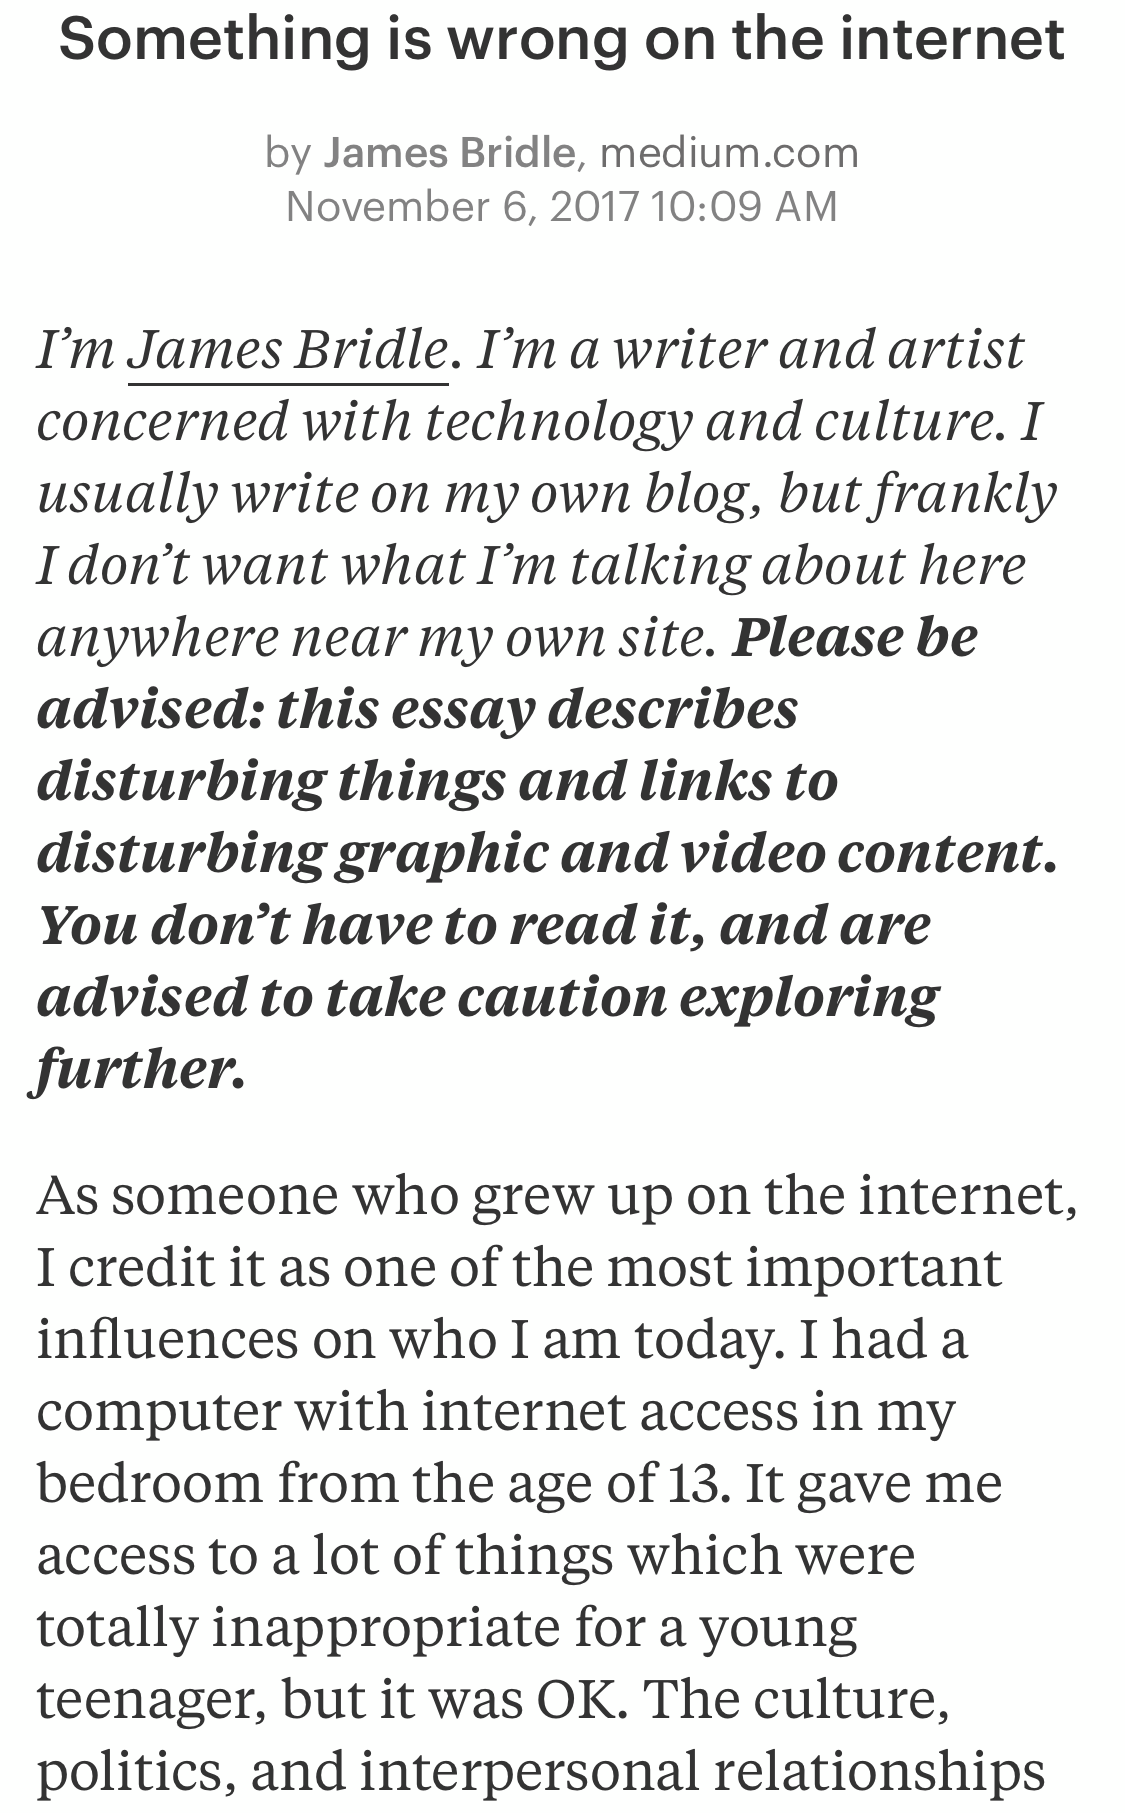 Something is wrong on the internet
by James Bridle, medium.com
November 6, 2017 10:09 AM
I’m James Bridle. I’m a writer and artist
concerned with technology and culture. I
usually write on my own blog, but frankly
I don’t want what I’m talking about here
anywhere near my own site. Please be
advised: this essay describes
disturbing things and links to
disturbing graphic and video content.
You don’t have to read it, and are
advised to take caution exploring
further.
As someone who grew up on the internet,
I credit it as one of the most important
influences on who I am today. I had a
computer with internet access in my
bedroom from the age of 13. It gave me
access to a lot of things which were
totally inappropriate for a young
teenager, but it was OK. The culture,
politics, and interpersonal relationships